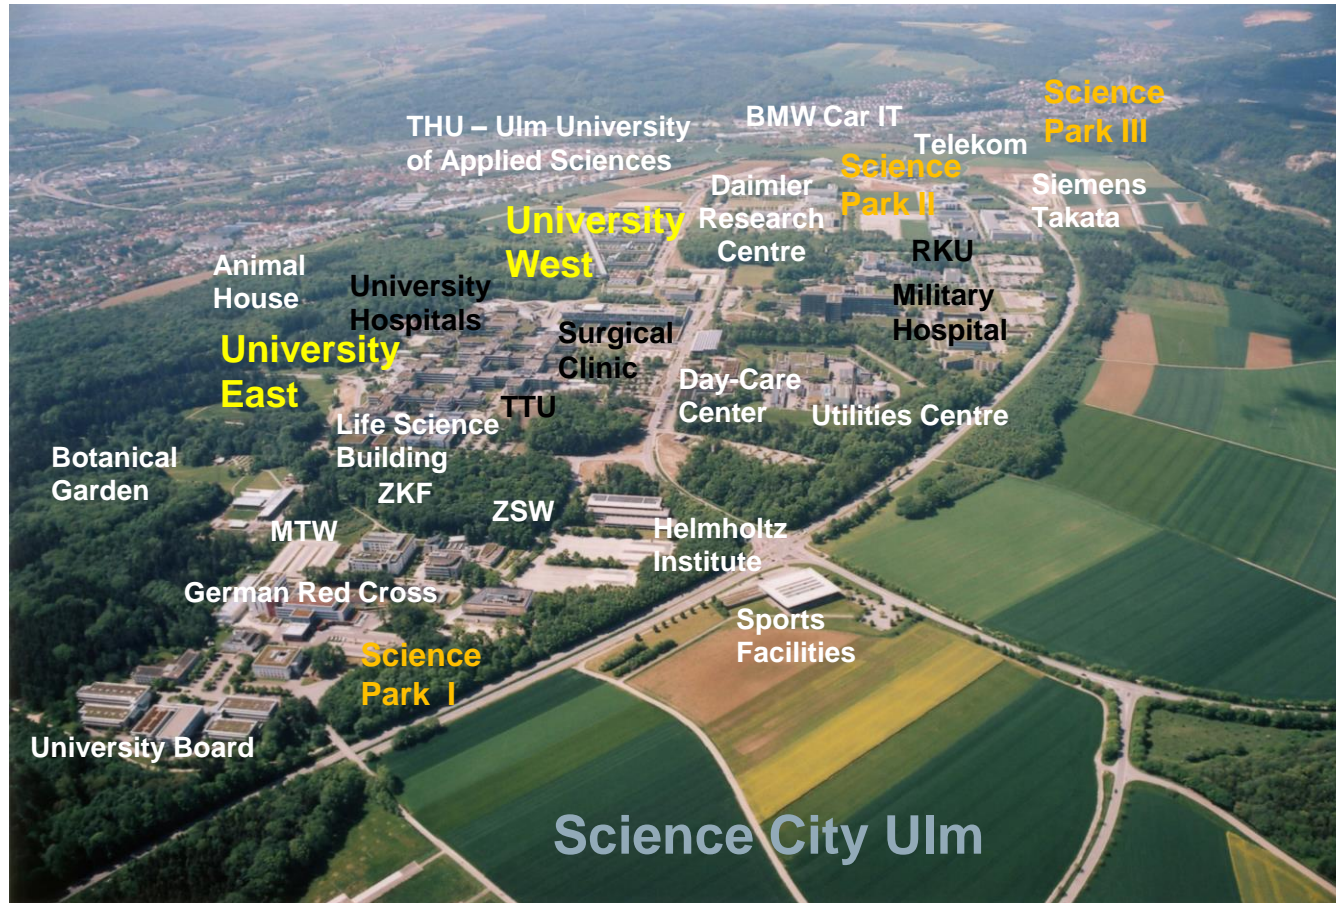 Science
Park III
BMW Car IT
THU – Ulm University
of Applied Sciences
Telekom
Science
Park II
Daimler
Research
Centre
Siemens
Takata
University
West
RKU
Animal
House
University
Hospitals
Military
Hospital
Surgical
Clinic
University
East
Day-Care
Center
TTU
Utilities Centre
Life Science
Building
Botanical
Garden
ZKF
ZSW
MTW
Helmholtz
Institute
German Red Cross
Sports
Facilities
Science
Park I
University Board
Science City Ulm